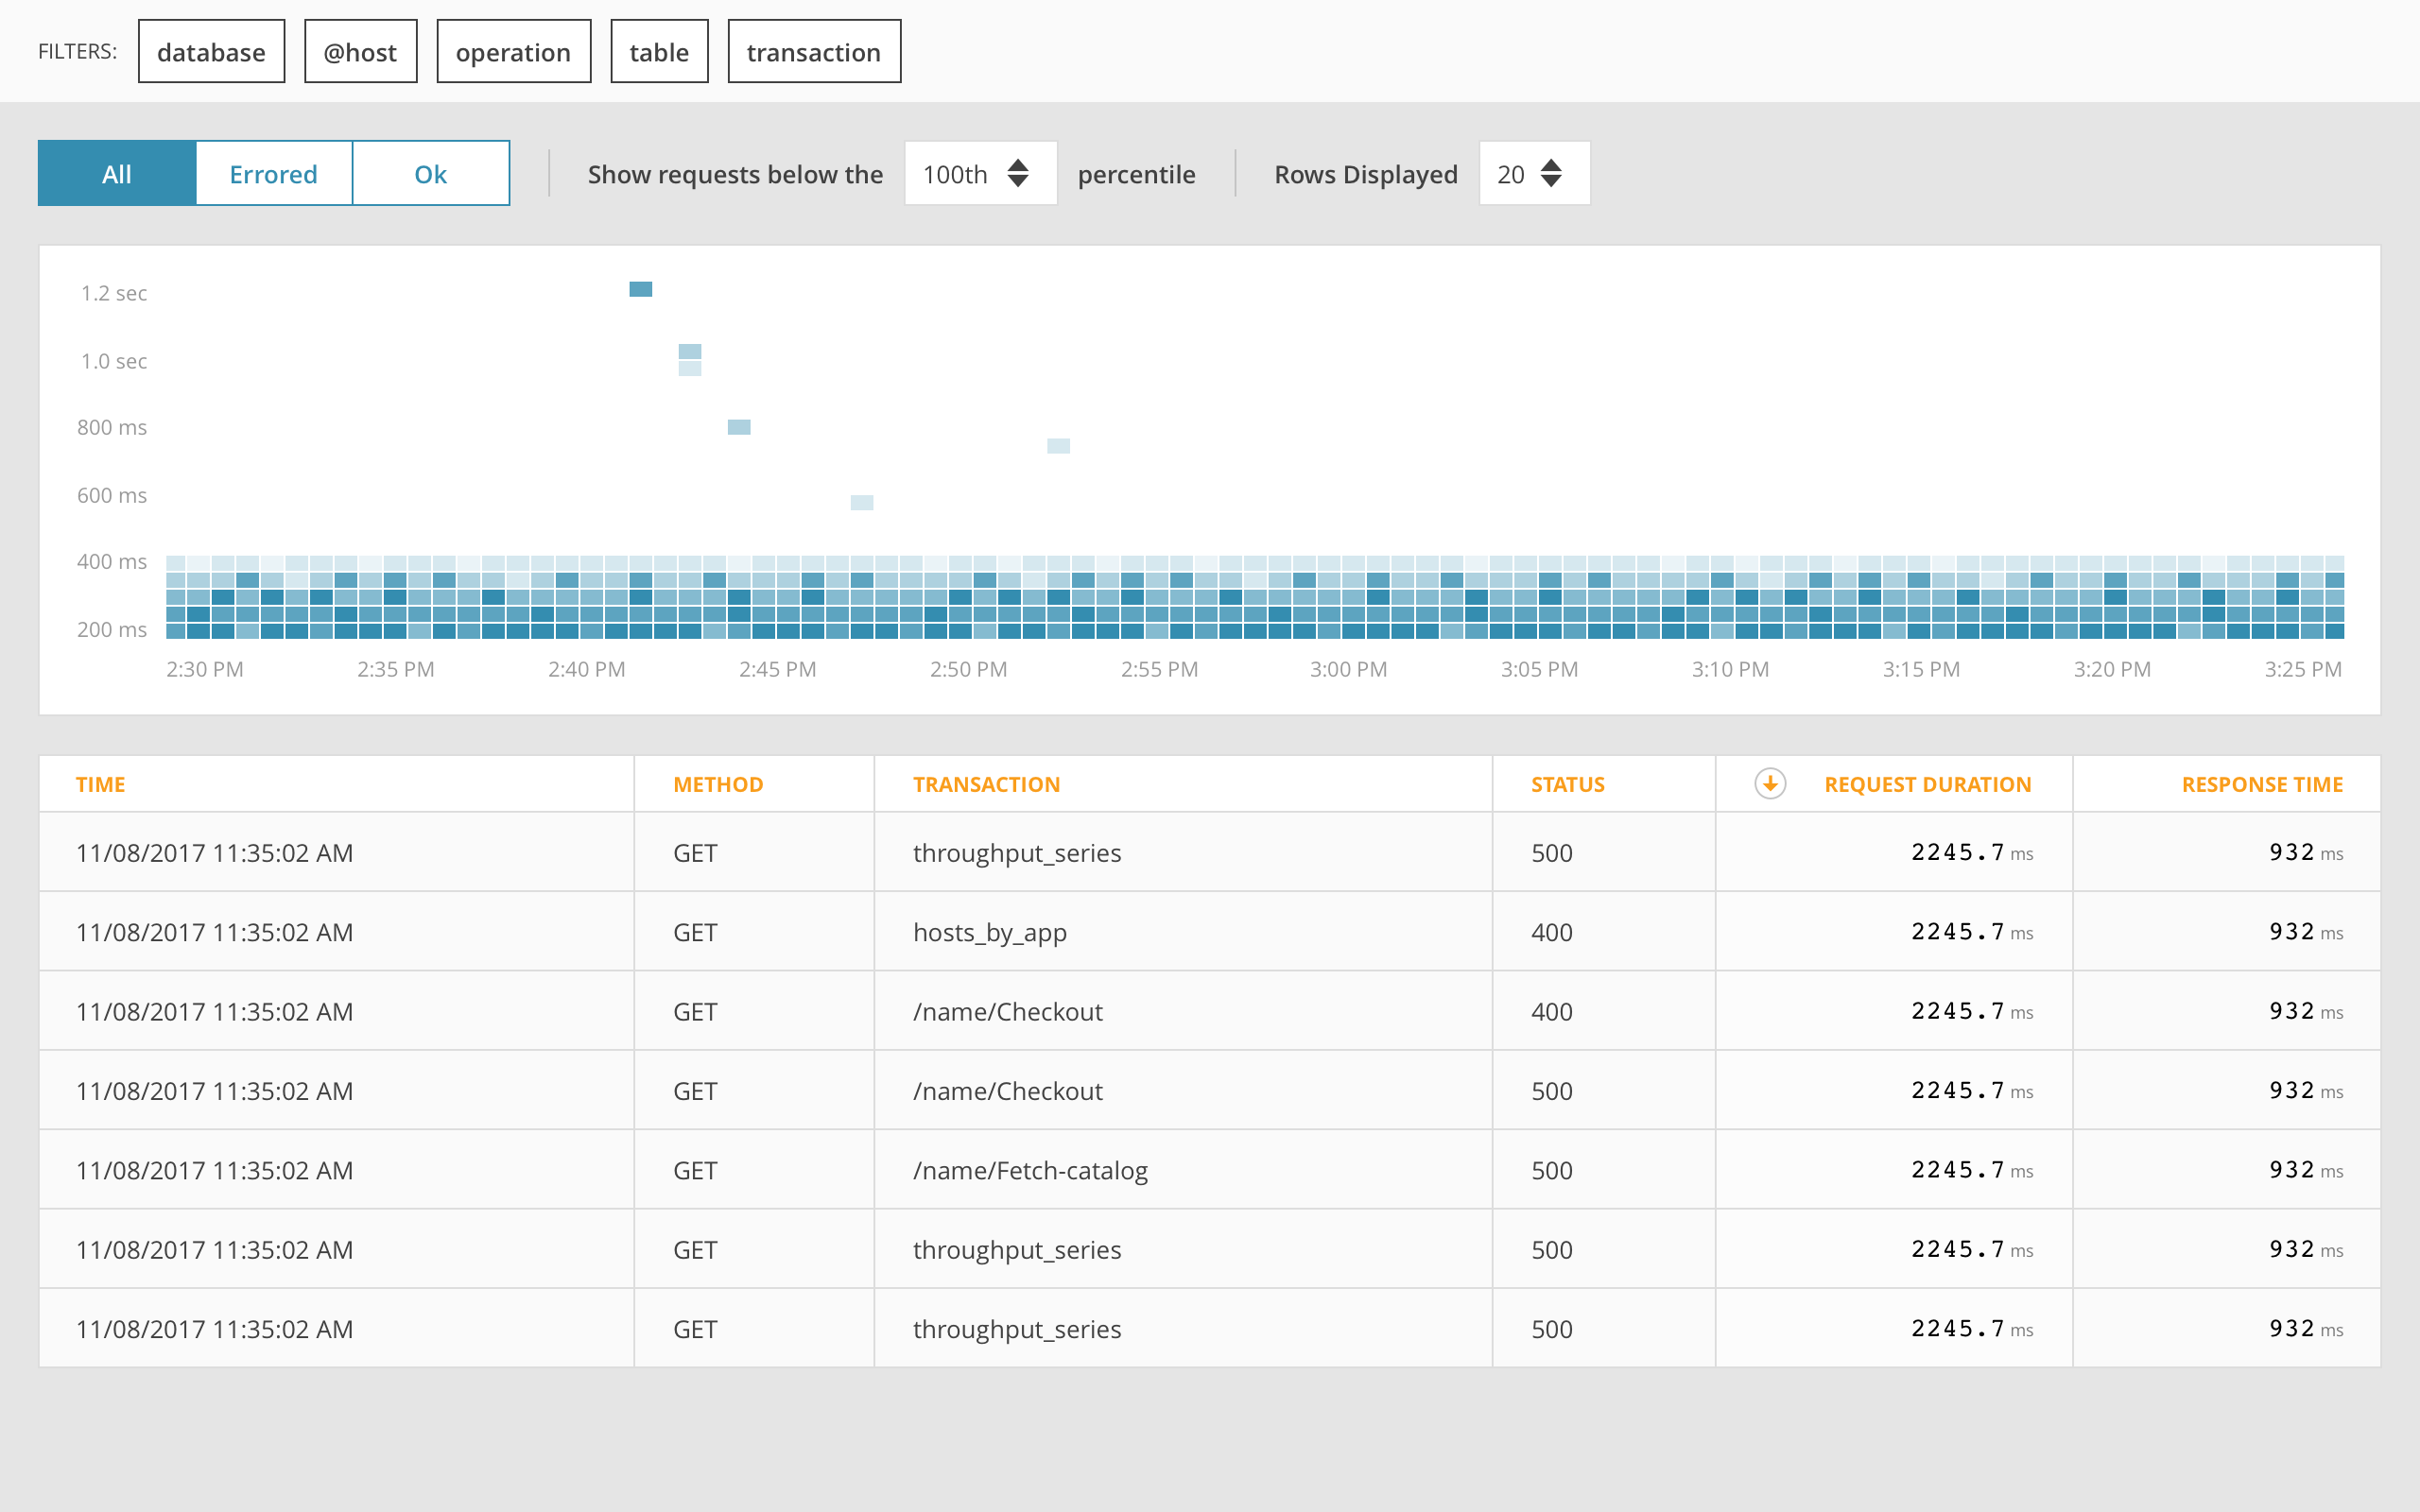 FILTERS: database @host operation table transaction
All Errored Ok Show requests below the 100th percentile Rows Displayed 20
1.2 sec
1.0 sec
800 ms
600 ms
400 ms
200 ms
2:30 PM 2:35 PM 2:40 PM 2:45 PM 2:50 PM 2:55 PM 3:00 PM 3:05 PM 3:10 PM 3:15 PM 3:20 PM 3:25 PM
TIME METHOD TRANSACTION STATUS REQUEST DURATION RESPONSE TIME
11/08/2017 11:35:02 AM GET throughput_series 500 2245.7 ms 932 ms
11/08/2017 11:35:02 AM GET hosts_by_app 400 2245.7 ms 932 ms
11/08/2017 11:35:02 AM GET /name/Checkout 400 2245.7 ms 932 ms
11/08/2017 11:35:02 AM GET /name/Checkout 500 2245.7 ms 932 ms
11/08/2017 11:35:02 AM GET /name/Fetch-catalog 500 2245.7 ms 932 ms
11/08/2017 11:35:02 AM GET throughput_series 500 2245.7 ms 932 ms
11/08/2017 11:35:02 AM GET throughput_series 500 2245.7 ms 932 ms